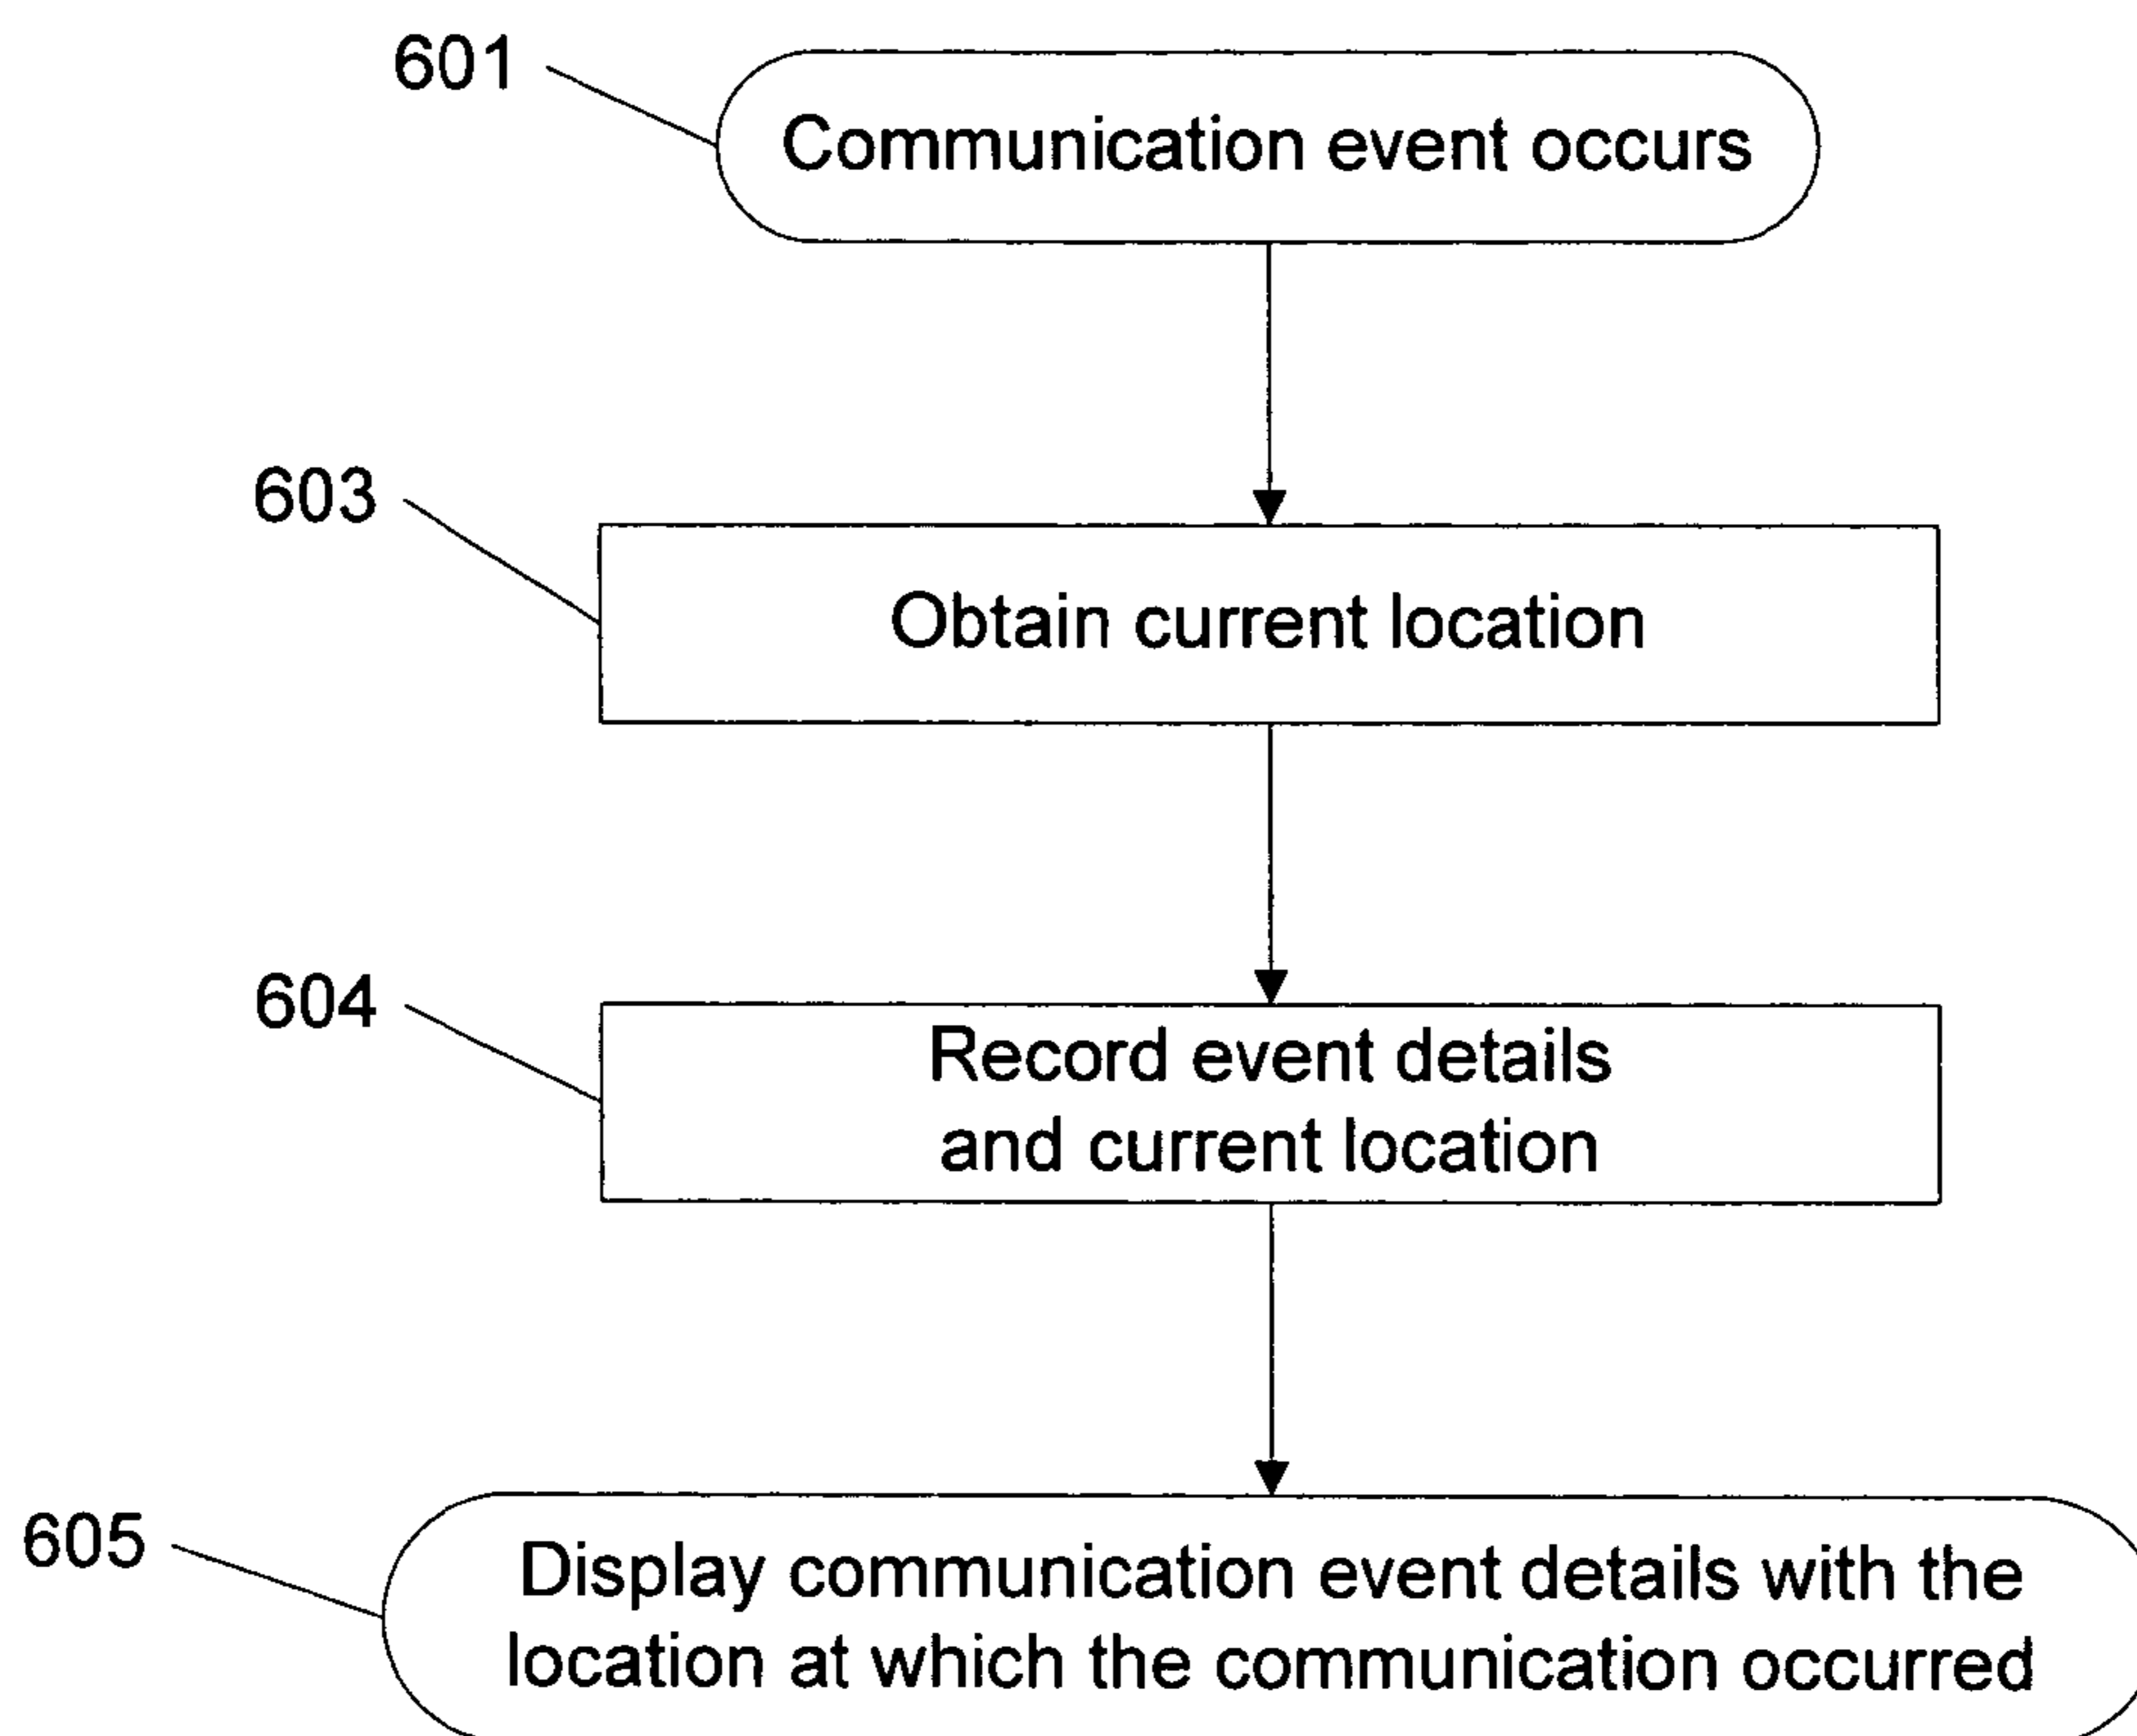 601
Communication event occurs
603
Obtain current location
604
Record event details
and current location
605
Display communication event details with the
location at which the communication occurred